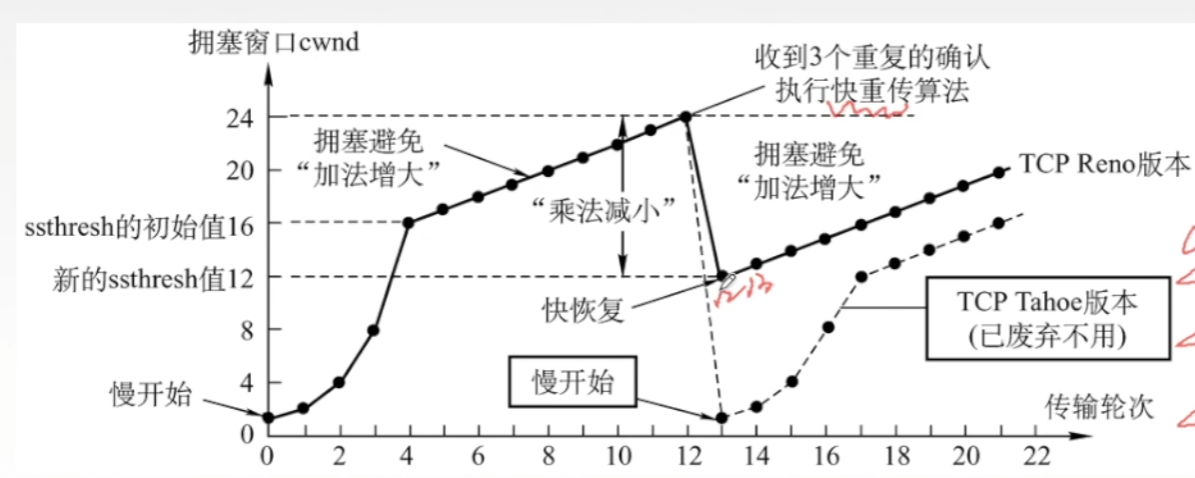 拥塞窗口cwnd
收到3个重复的确认
执行快重传算法
24
拥塞避免
“加法增大”
拥塞避免
“加法增大”
TCP Reno版本
20
“乘法减小”
ssthresh的初始值16
新的ssthresh值12
12 13
快恢复
TCP Tahoe版本
(已废弃不用)
8
慢开始
4
慢开始
传输轮次
0
0 2 4 6 8 10 12 14 16 18 20 22